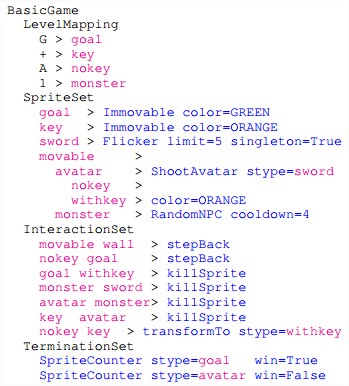 BasicGame
  LevelMapping
    G > goal
    + > key
    A > nokey
    1 > monster
  SpriteSet
    goal  > Immovable color=GREEN
    key   > Immovable color=ORANGE
    sword > Flicker limit=5 singleton=True
    movable     >
      avatar    > ShootAvatar stype=sword
        nokey   >
        withkey > color=ORANGE
      monster   > RandomNPC cooldown=4
  InteractionSet
    movable wall   > stepBack
    nokey goal     > stepBack
    goal withkey   > killSprite
    monster sword  > killSprite
    avatar monster> killSprite
    key  avatar    > killSprite
    nokey key  > transformTo stype=withkey
  TerminationSet
    SpriteCounter stype=goal   win=True
    SpriteCounter stype=avatar win=False